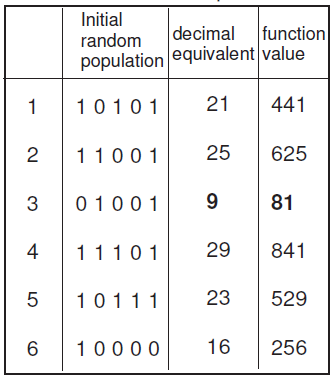 Initial random population decimal equivalent function value
1 1 0 1 0 1 21 441
2 1 1 0 0 1 25 625
3 0 1 0 0 1 9 81
4 1 1 1 0 1 29 841
5 1 0 1 1 1 23 529
6 1 0 0 0 0 16 256